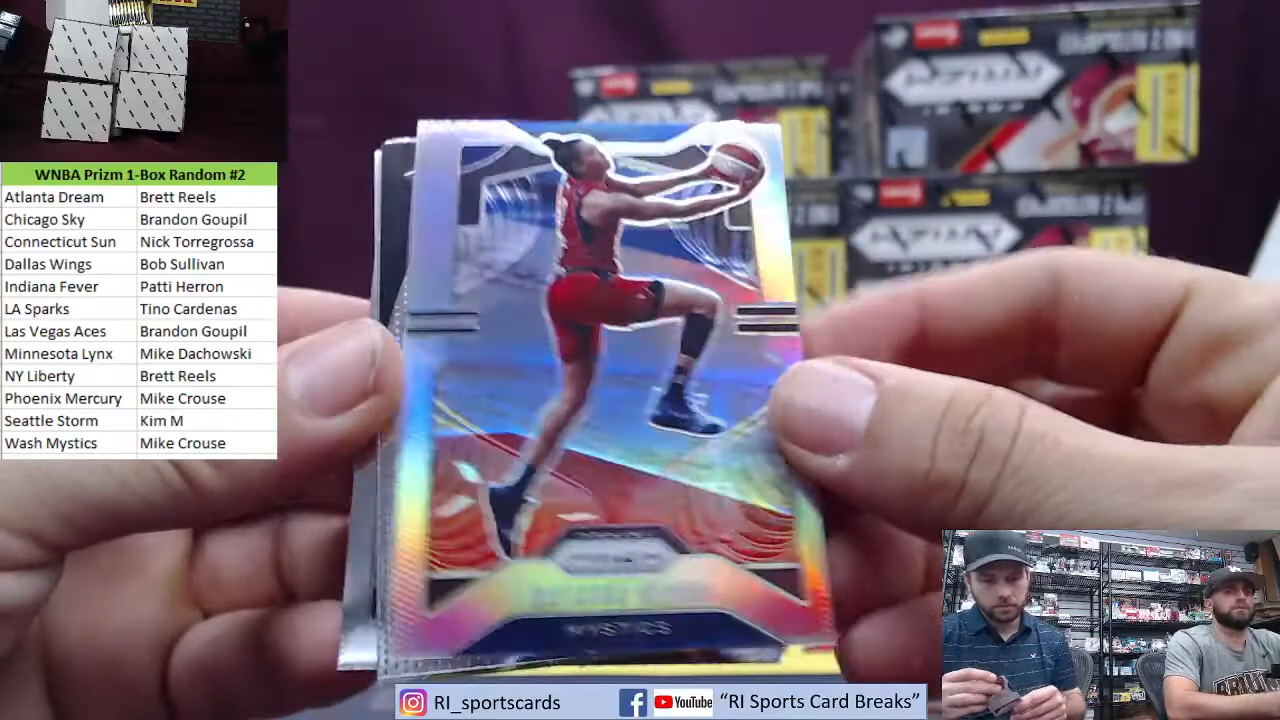 WNBA Prizm 1-Box Random #2
Atlanta Dream Brett Reels
Chicago Sky Brandon Goupil
Connecticut Sun Nick Torregrossa
Dallas Wings Bob Sullivan
Indiana Fever Patti Herron
LA Sparks Tino Cardenas
Las Vegas Aces Brandon Goupil
Minnesota Lynx Mike Dachowski
NY Liberty Brett Reels
Phoenix Mercury Mike Crouse
Seattle Storm Kim M
Wash Mystics Mike Crouse
MYSTICS
RI_sportscards YouTube "RI Sports Card Breaks"